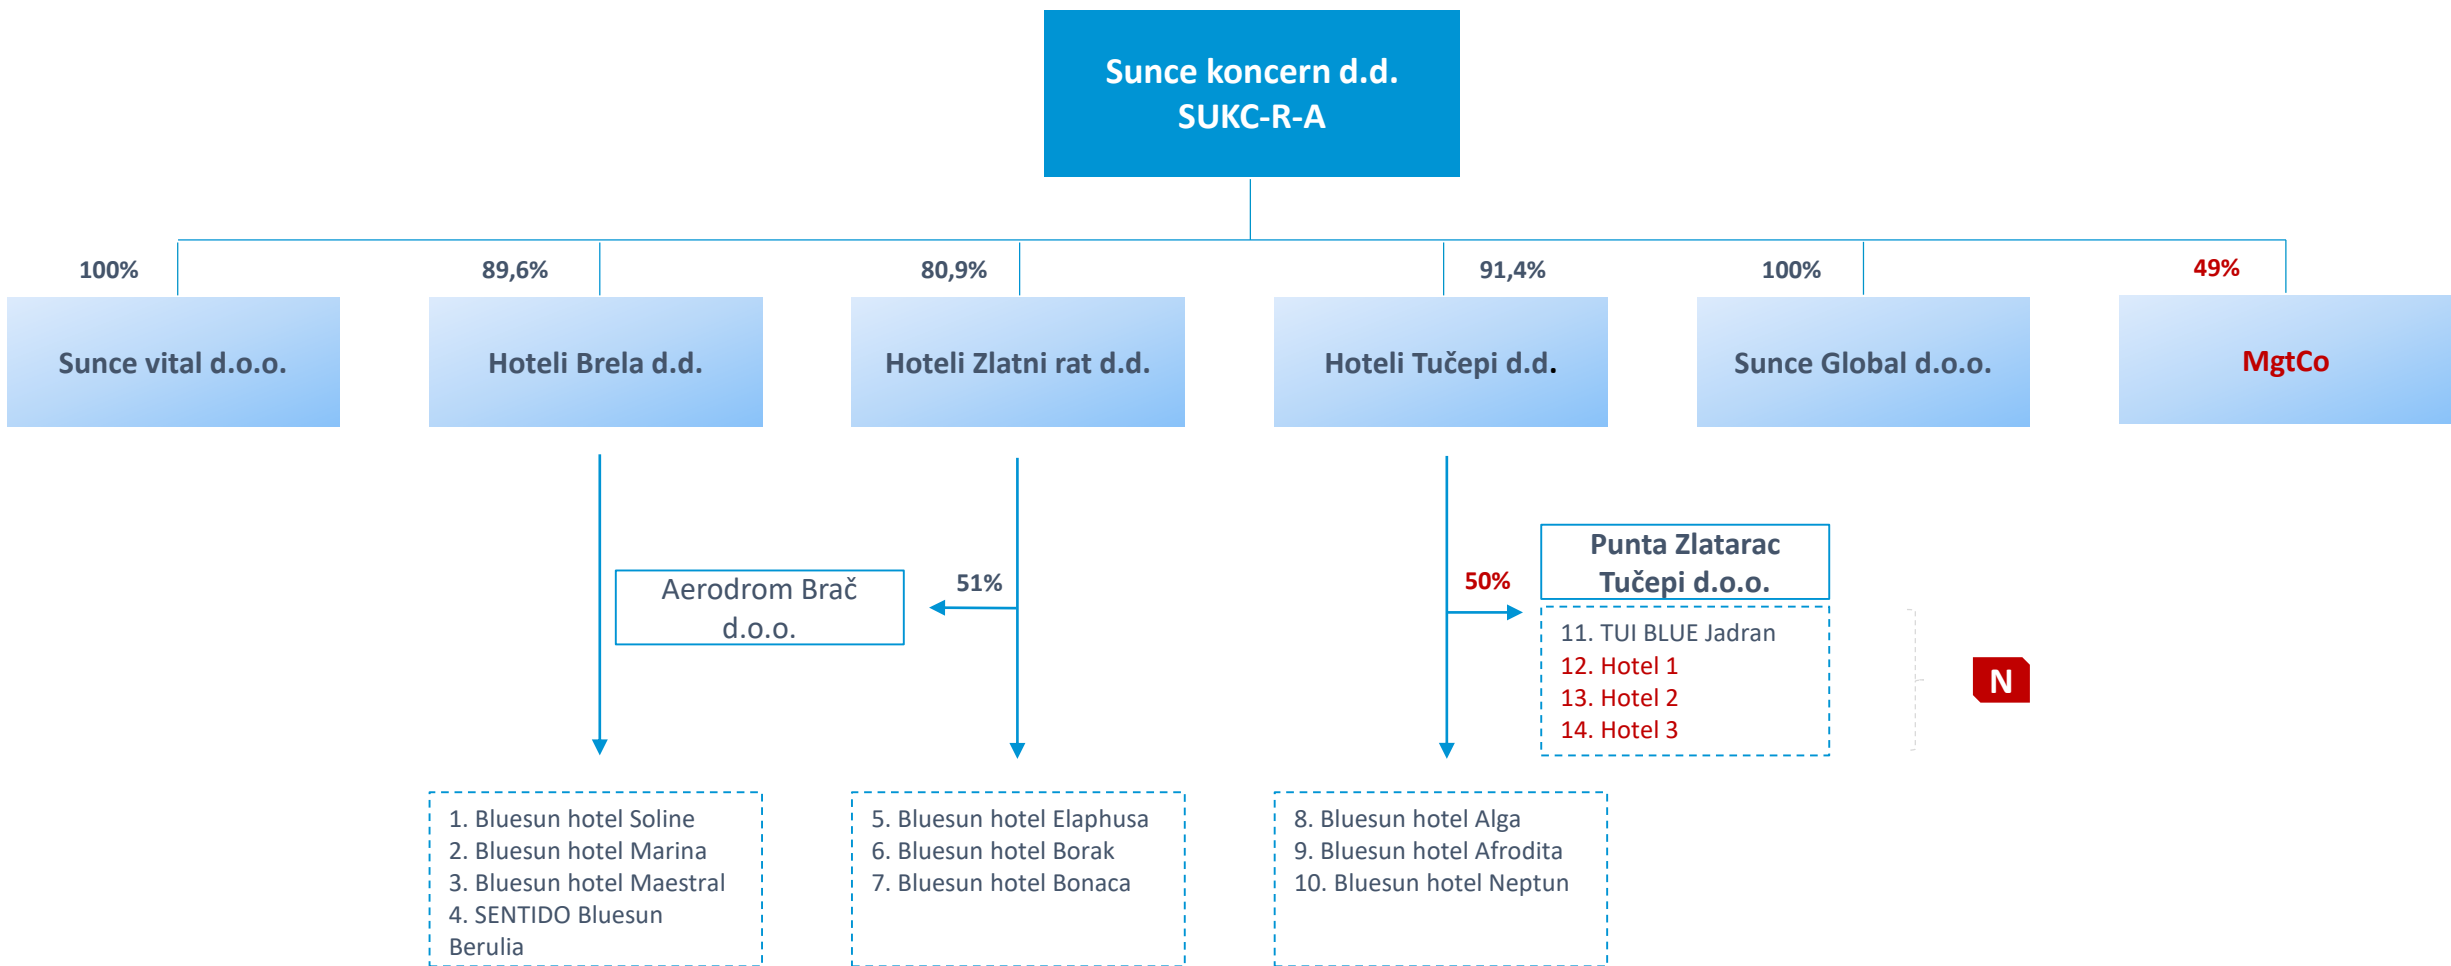 Sunce koncern d.d.
SUKC-R-A
100%
89,6%
80,9%
91,4%
100%
49%
Sunce vital d.o.o.
Hoteli Brela d.d.
Hoteli Zlatni rat d.d.
Hoteli Tučepi d.d.
Sunce Global d.o.o.
MgtCo
Aerodrom Brač
d.o.o.
51%
50%
Punta Zlatarac
Tučepi d.o.o.
11. TUI BLUE Jadran
12. Hotel 1
13. Hotel 2
14. Hotel 3
N
1. Bluesun hotel Soline
2. Bluesun hotel Marina
3. Bluesun hotel Maestral
4. SENTIDO Bluesun
Berulia
5. Bluesun hotel Elaphusa
6. Bluesun hotel Borak
7. Bluesun hotel Bonaca
8. Bluesun hotel Alga
9. Bluesun hotel Afrodita
10. Bluesun hotel Neptun